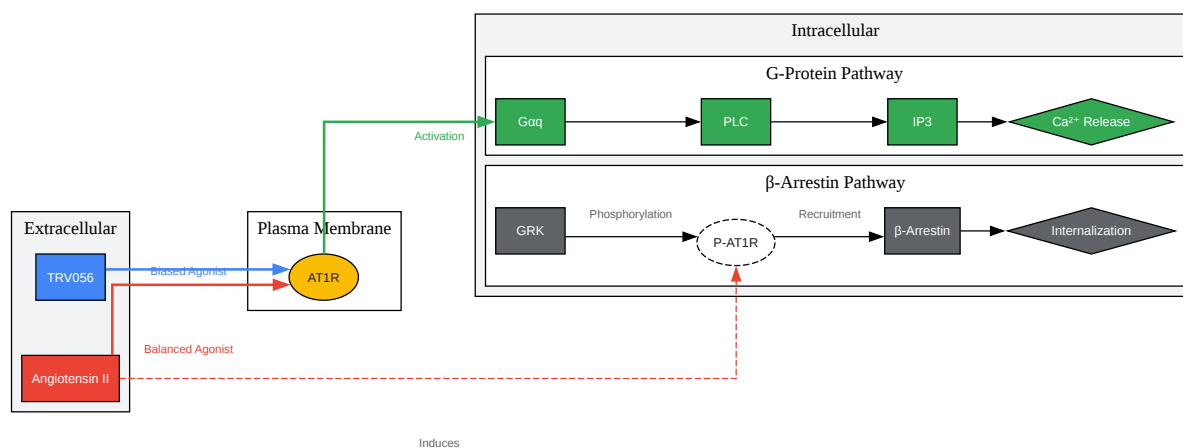 Intracellular
G-Protein Pathway
Gαq
PLC
IP3
Ca²⁺ Release
Activation
β-Arrestin Pathway
GRK
Phosphorylation
P-AT1R
Recruitment
β-Arrestin
Internalization
Extracellular
Plasma Membrane
TRV056
Biased Agonist
AT1R
Balanced Agonist
Angiotensin II
Induces